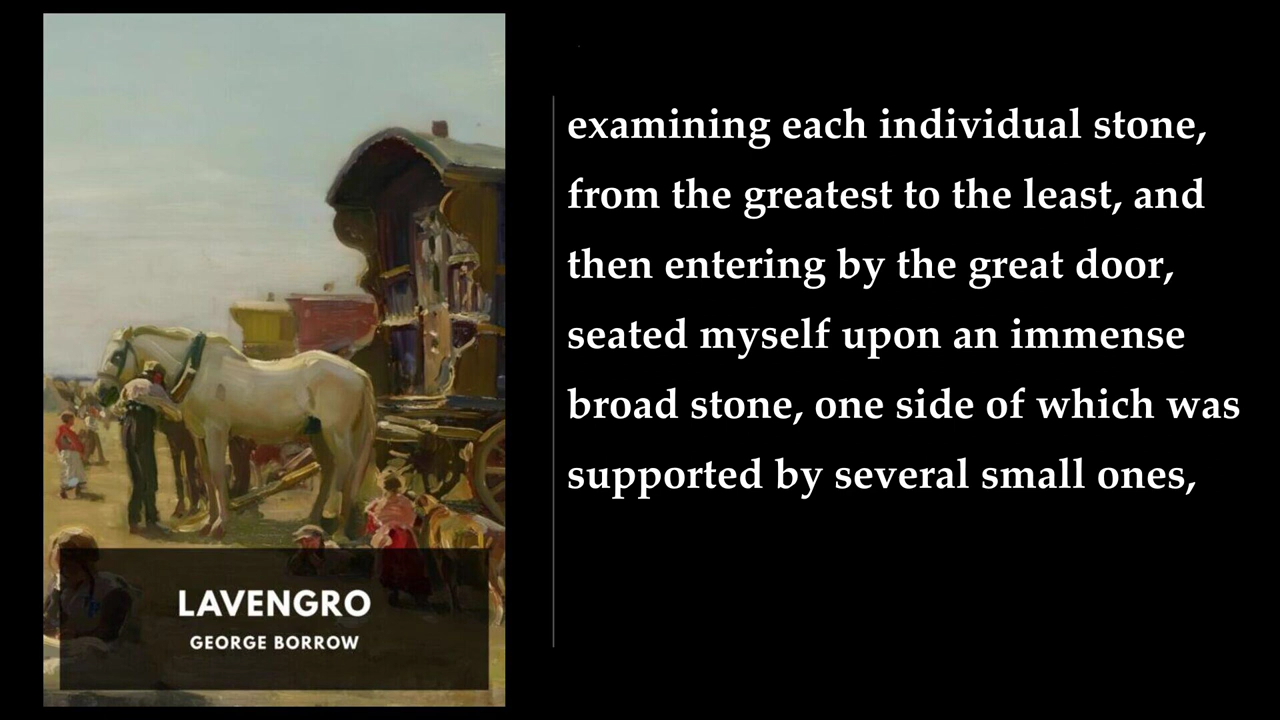 examining each individual stone,
from the greatest to the least, and
then entering by the great door,
seated myself upon an immense
broad stone, one side of which was
supported by several small ones,
LAVENGRO
GEORGE BORROW